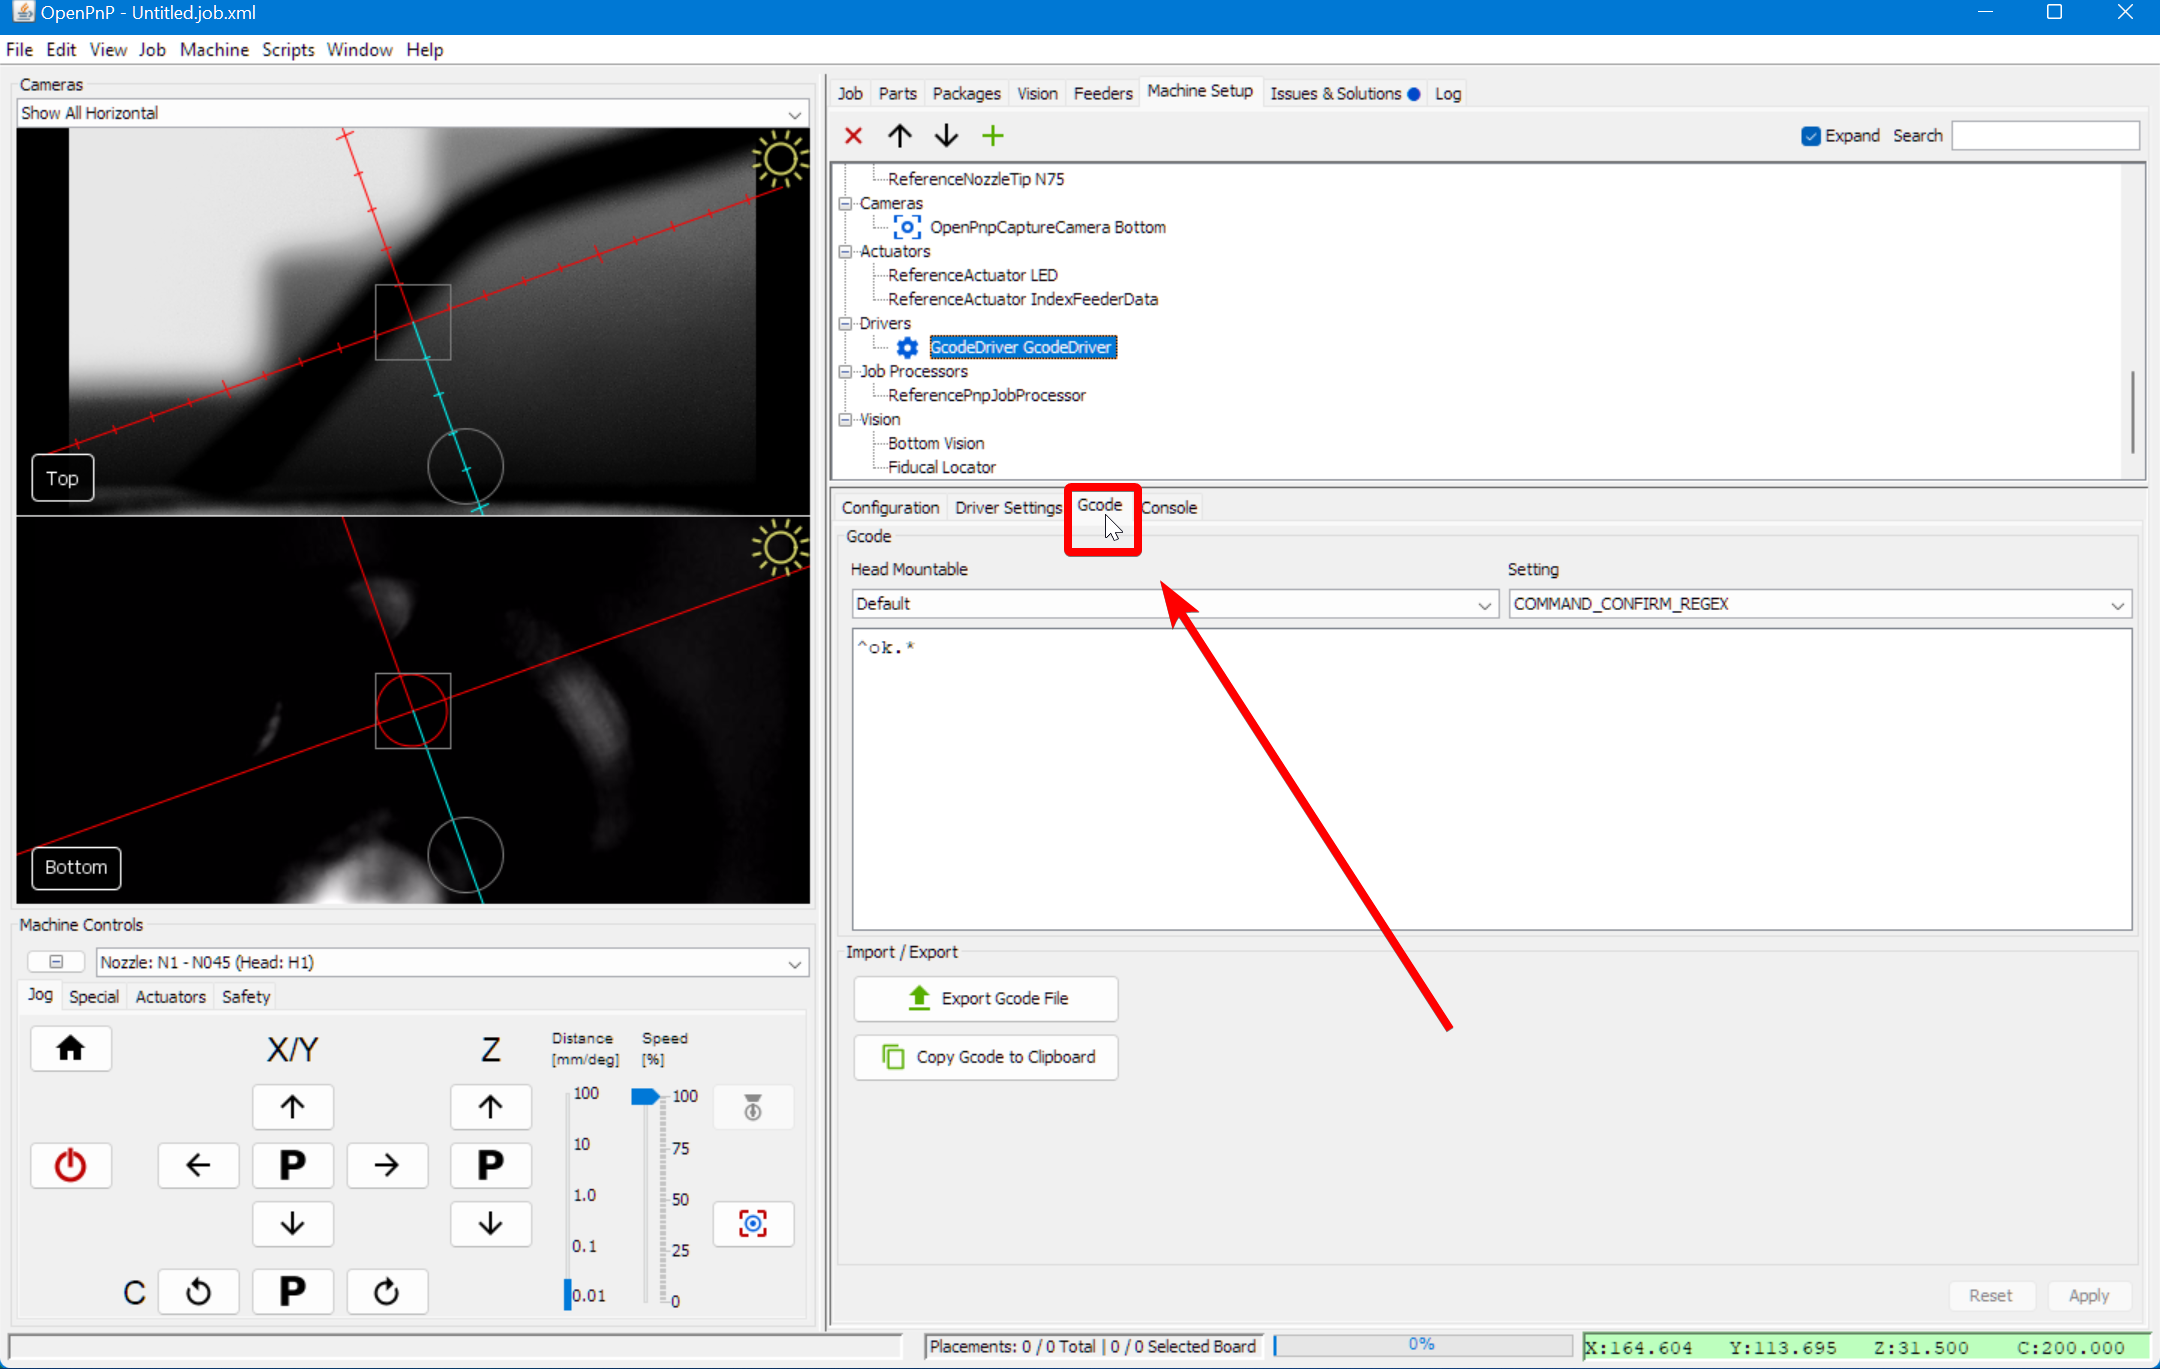 OpenPnP - Untitled.job.xml
File Edit View Job Machine Scripts Window Help
Cameras
Show All Horizontal
Top
Bottom
Machine Controls
Nozzle: N1 - N045 (Head: H1)
Jog Special Actuators Safety
X/Y Z
Distance [mm/deg]
Speed [%]
100
10
1.0
0.1
0.01
100
75
50
25
0
P P
C P
Job Parts Packages Vision Feeders Machine Setup Issues & Solutions Log
Expand Search
ReferenceNozzleTip N75
Cameras
OpenPnpCaptureCamera Bottom
Actuators
ReferenceActuator LED
ReferenceActuator IndexFeederData
Drivers
GcodeDriver GcodeDriver
Job Processors
ReferencePnpJobProcessor
Vision
Bottom Vision
Fiducal Locator
Configuration Driver Settings Gcode Console
Gcode
Head Mountable Setting
Default COMMAND_CONFIRM_REGEX
^ok.*
Import / Export
Export Gcode File
Copy Gcode to Clipboard
Reset Apply
Placements: 0 / 0 Total | 0 / 0 Selected Board 0% X:164.604 Y:113.695 Z:31.500 C:200.000